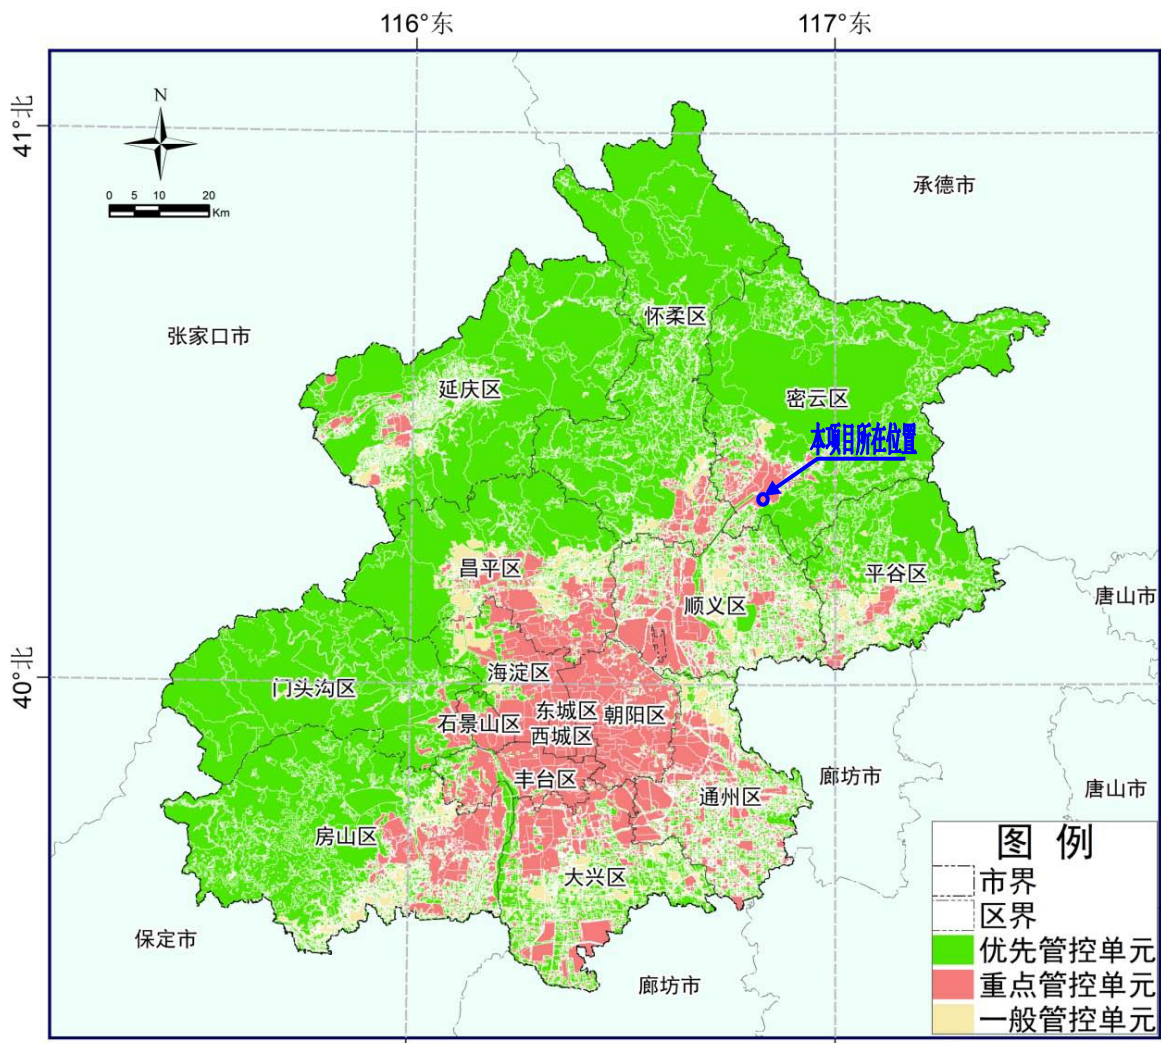 116°东
117°东
41°北
N
0 5 10 20
Km
承德市
怀柔区
张家口市
延庆区
密云区
本项目所在位置
昌平区
平谷区
唐山市
顺义区
40°北
海淀区
门头沟区
东城区
朝阳区
石景山区
西城区
丰台区
廊坊市
通州区
唐山市
房山区
大兴区
保定市
廊坊市
图 例
市界
区界
优先管控单元
重点管控单元
一般管控单元